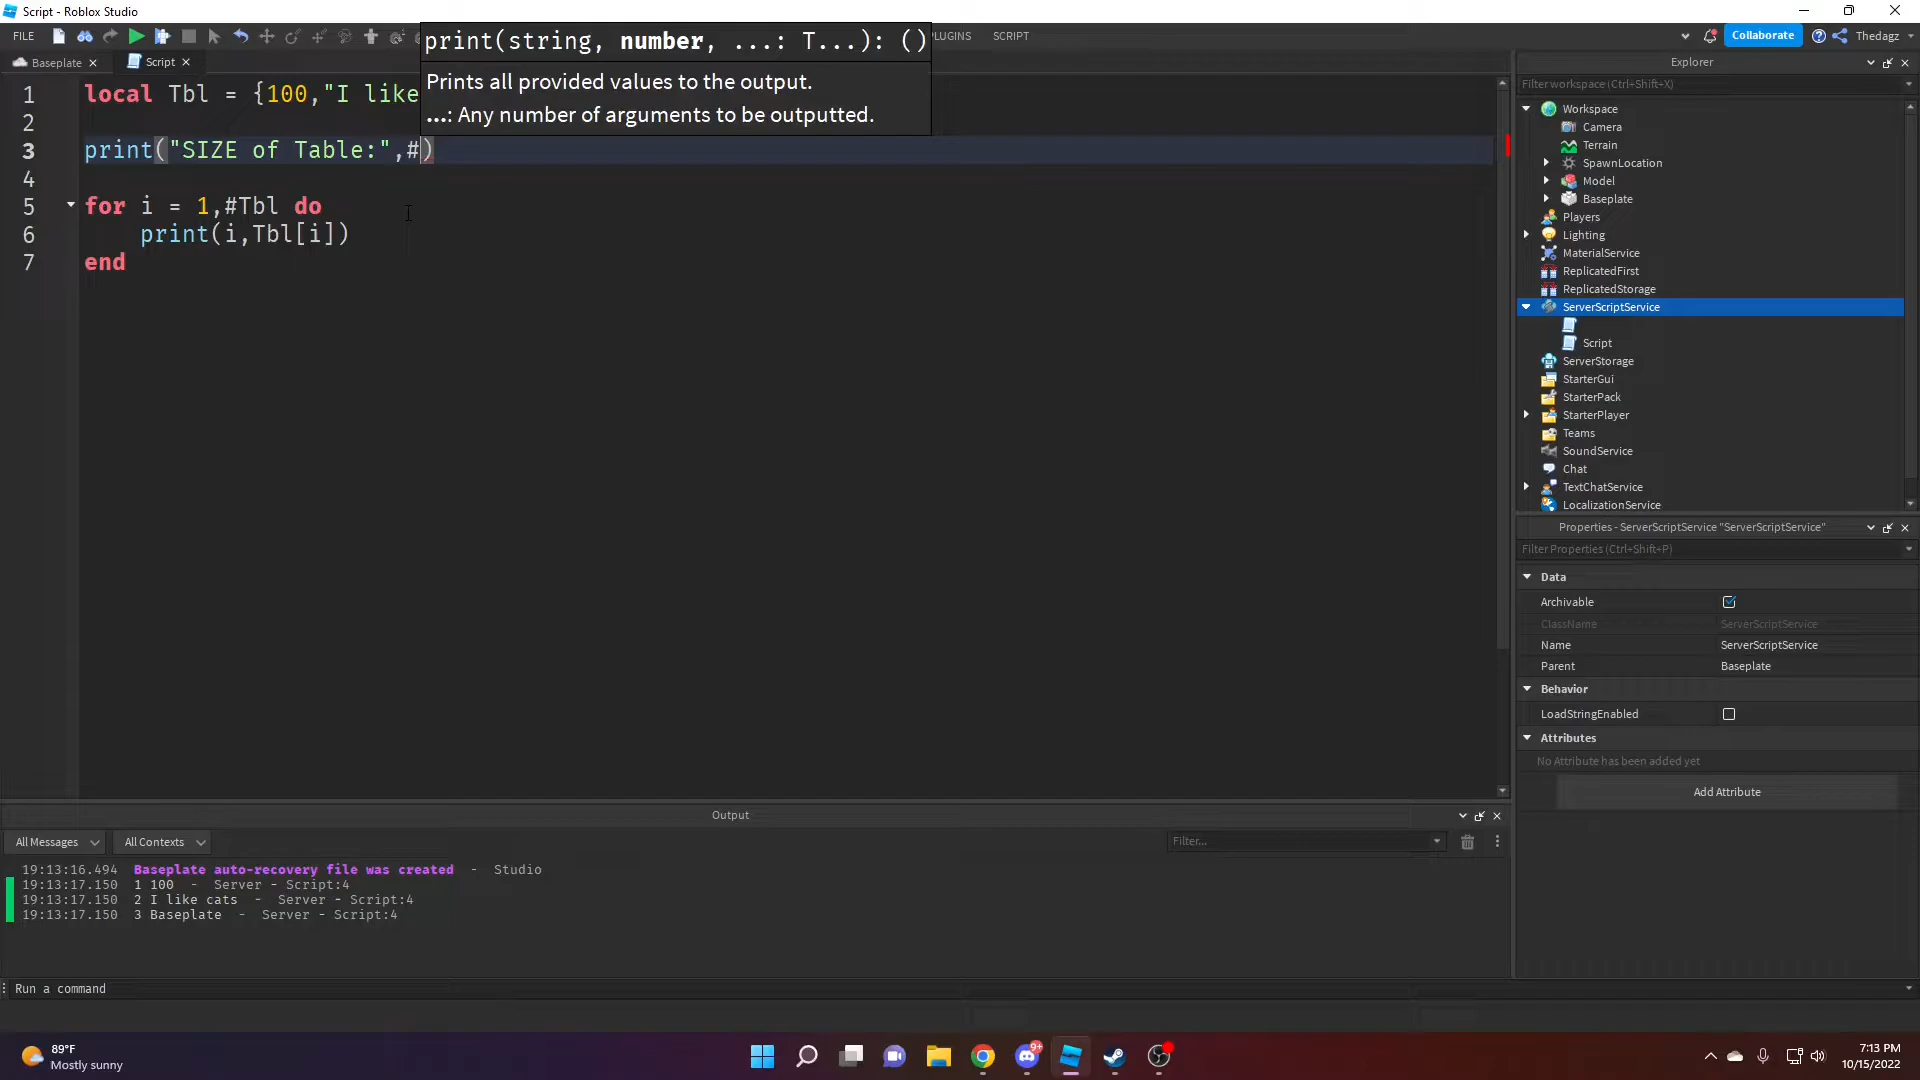 Script - Roblox Studio
FILE
PLUGINS
SCRIPT
Collaborate
Thedagz
print(string, number, ...: T...): ()
Prints all provided values to the output.
...: Any number of arguments to be outputted.
Baseplate
Script
1 local Tbl = {100,"I like
2
3 print("SIZE of Table:",#)
4
5 for i = 1,#Tbl do
6 print(i,Tbl[i])
7 end
Explorer
Filter workspace (Ctrl+Shift+X)
Workspace
Camera
Terrain
SpawnLocation
Model
Baseplate
Players
Lighting
MaterialService
ReplicatedFirst
ReplicatedStorage
ServerScriptService
Script
ServerStorage
StarterGui
StarterPack
StarterPlayer
Teams
SoundService
Chat
TextChatService
LocalizationService
Properties - ServerScriptService "ServerScriptService"
Filter Properties (Ctrl+Shift+P)
Data
Archivable
ClassName ServerScriptService
Name ServerScriptService
Parent Baseplate
Behavior
LoadStringEnabled
Attributes
No Attribute has been added yet
Add Attribute
Output
All Messages
All Contexts
Filter...
19:13:16.494 Baseplate auto-recovery file was created - Studio
19:13:17.150 1 100 - Server - Script:4
19:13:17.150 2 I like cats - Server - Script:4
19:13:17.150 3 Baseplate - Server - Script:4
Run a command
89°F
Mostly sunny
9+
7:13 PM
10/15/2022